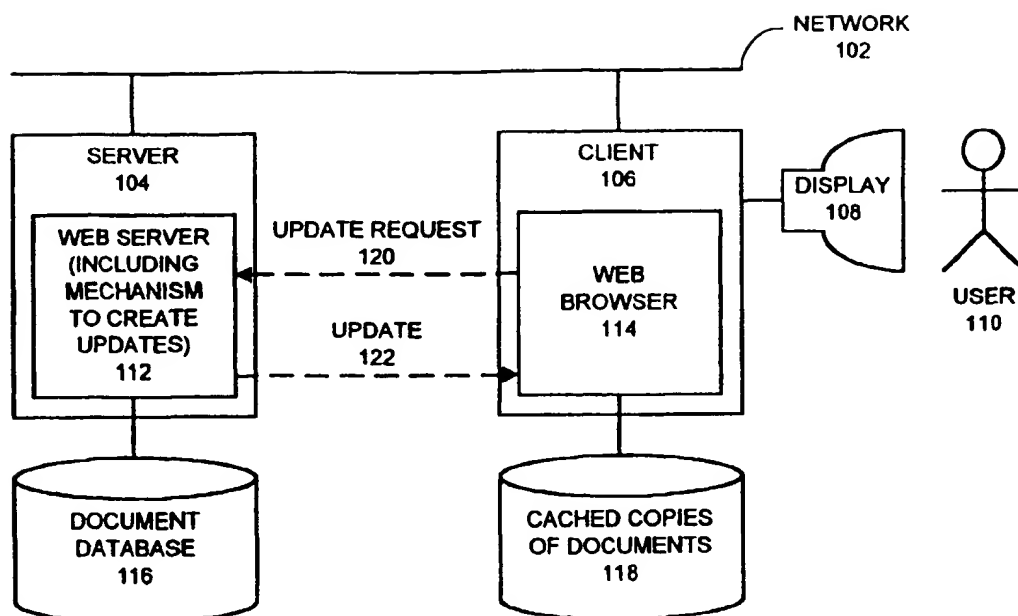 NETWORK
102
SERVER
104
CLIENT
106
DISPLAY
108
WEB SERVER
(INCLUDING
MECHANISM
TO CREATE
UPDATES)
112
UPDATE REQUEST
120
UPDATE
122
WEB
BROWSER
114
USER
110
DOCUMENT
DATABASE
116
CACHED COPIES
OF DOCUMENTS
118